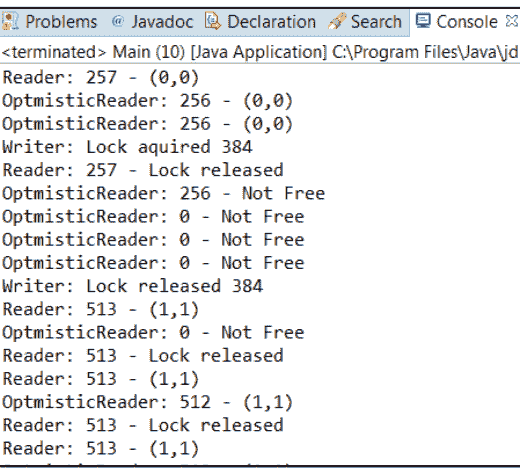 Problems @ Javadoc Declaration Search Console
<terminated> Main (10) [Java Application] C:\Program Files\Java\jd
Reader: 257 - (0,0)
OptmisticReader: 256 - (0,0)
OptmisticReader: 256 - (0,0)
Writer: Lock aquired 384
Reader: 257 - Lock released
OptmisticReader: 256 - Not Free
OptmisticReader: 0 - Not Free
OptmisticReader: 0 - Not Free
OptmisticReader: 0 - Not Free
Writer: Lock released 384
Reader: 513 - (1,1)
OptmisticReader: 0 - Not Free
Reader: 513 - Lock released
Reader: 513 - (1,1)
OptmisticReader: 512 - (1,1)
Reader: 513 - Lock released
Reader: 513 - (1,1)